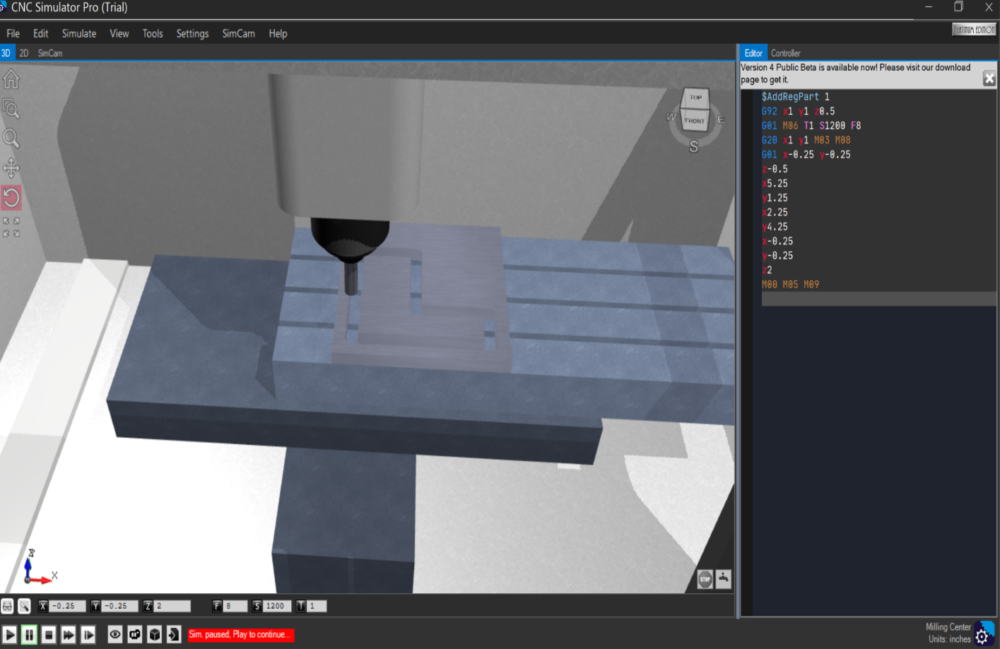 CNC Simulator Pro (Trial)
File Edit Simulate View Tools Settings SimCam Help
PLATINUM EDITION
3D 2D SimCam
Editor Controller
Version 4 Public Beta is available now! Please visit our download
page to get it.
$AddRegPart 1
G92 x1 y1 z0.5
G01 M06 T1 S1200 F8
G20 x1 y1 M03 M08
G01 x-0.25 y-0.25
z-0.5
x5.25
y1.25
x2.25
y4.25
x-0.25
y-0.25
z2
M00 M05 M09
TOP
W FRONT E
S
Z
X
STOP
X -0.25 Y -0.25 Z 2 F 8 S 1200 T 1
Sim. paused, Play to continue...
Milling Center
Units: inches